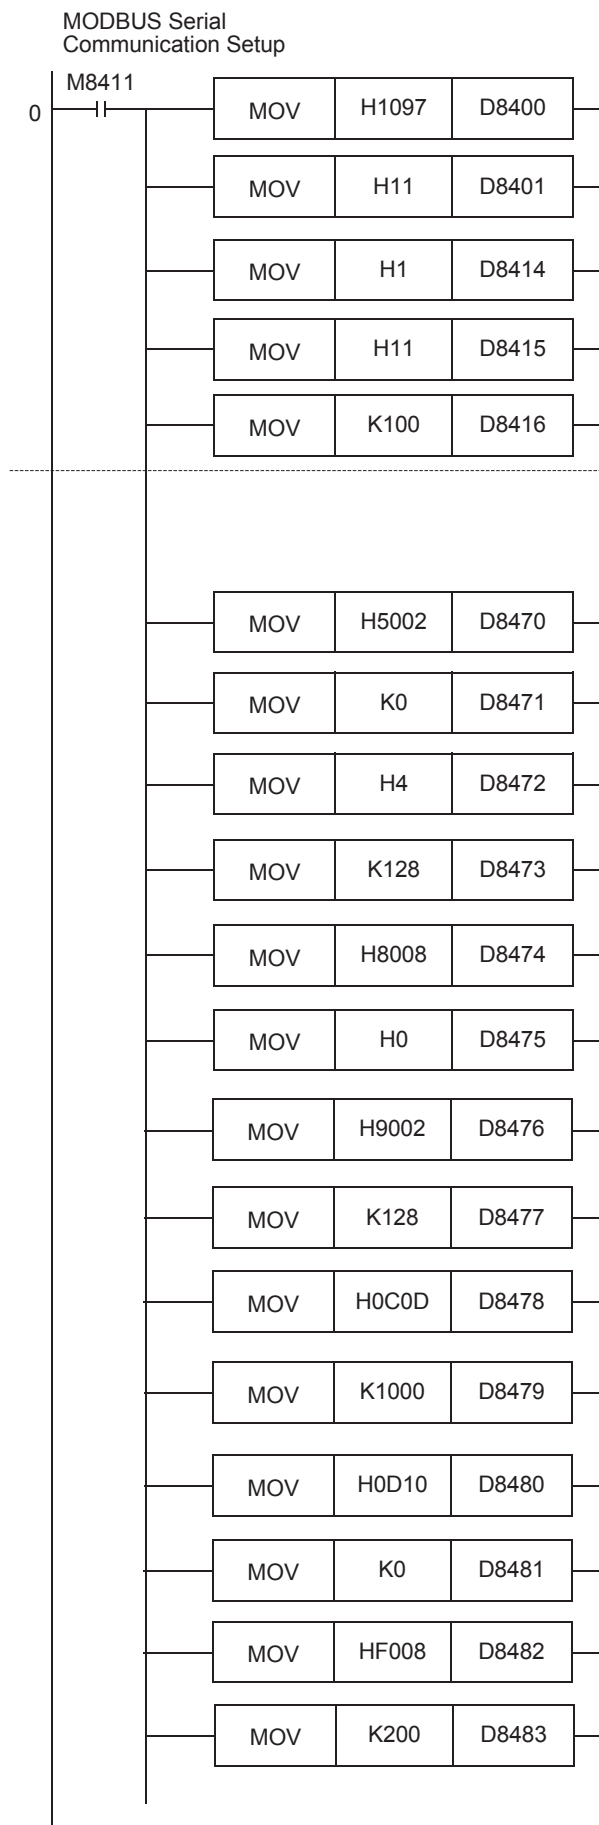 MODBUS Serial
Communication Setup
M8411
0
MOV H1097 D8400
MOV H11 D8401
MOV H1 D8414
MOV H11 D8415
MOV K100 D8416
MOV H5002 D8470
MOV K0 D8471
MOV H4 D8472
MOV K128 D8473
MOV H8008 D8474
MOV H0 D8475
MOV H9002 D8476
MOV K128 D8477
MOV H0C0D D8478
MOV K1000 D8479
MOV H0D10 D8480
MOV K0 D8481
MOV HF008 D8482
MOV K200 D8483